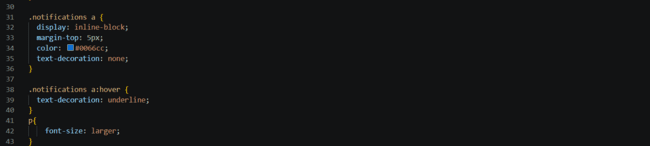 30
31 .notifications a {
32   display: inline-block;
33   margin-top: 5px;
34   color: #0066cc;
35   text-decoration: none;
36 }
37
38 .notifications a:hover {
39   text-decoration: underline;
40 }
41 p{
42     font-size: larger;
43 }